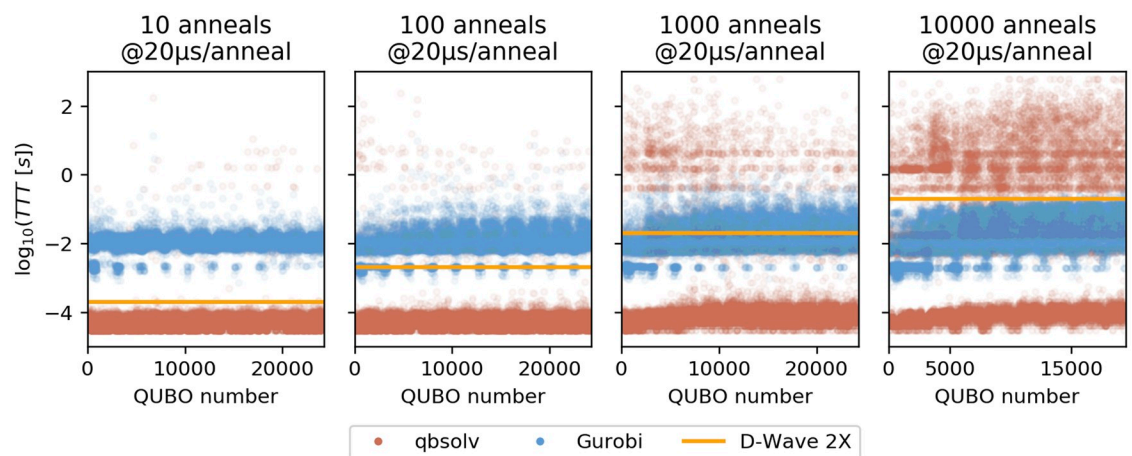 10 anneals
@20µs/anneal
100 anneals
@20µs/anneal
1000 anneals
@20µs/anneal
10000 anneals
@20µs/anneal
log10(TTT [s])
2
0
−2
−4
0 10000 20000
0 10000 20000
0 10000 20000
0 5000 15000
QUBO number
QUBO number
QUBO number
QUBO number
qbsolv Gurobi D-Wave 2X